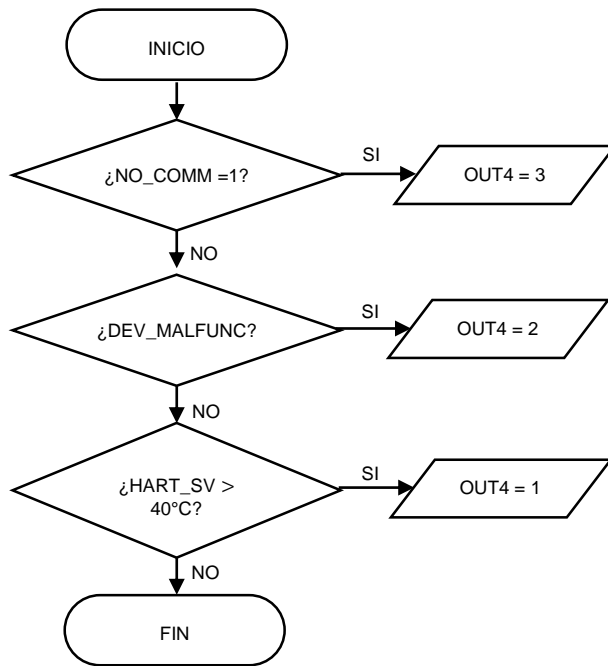 INICIO
¿NO_COMM =1?
SI
OUT4 = 3
NO
¿DEV_MALFUNC?
SI
OUT4 = 2
NO
¿HART_SV >
40°C?
SI
OUT4 = 1
NO
FIN